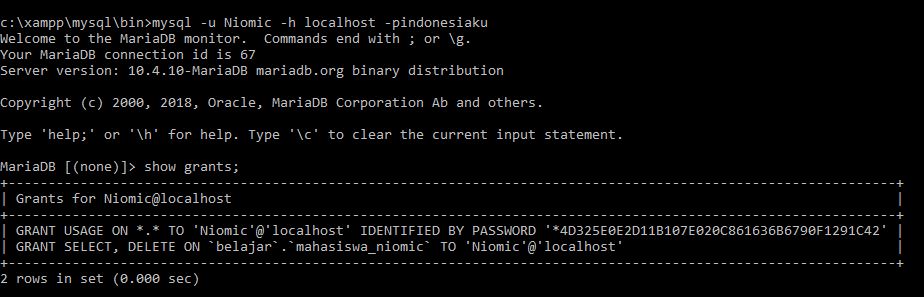 c:\xampp\mysql\bin>mysql -u Niomic -h localhost -pindonesiaku
Welcome to the MariaDB monitor.  Commands end with ; or \g.
Your MariaDB connection id is 67
Server version: 10.4.10-MariaDB mariadb.org binary distribution

Copyright (c) 2000, 2018, Oracle, MariaDB Corporation Ab and others.

Type 'help;' or '\h' for help. Type '\c' to clear the current input statement.

MariaDB [(none)]> show grants;
+-------------------------------------------------------------------------------------------------------------+
| Grants for Niomic@localhost                                                                                 |
+-------------------------------------------------------------------------------------------------------------+
| GRANT USAGE ON *.* TO 'Niomic'@'localhost' IDENTIFIED BY PASSWORD '*4D325E0E2D11B107E020C861636B6790F1291C42' |
| GRANT SELECT, DELETE ON `belajar`.`mahasiswa_niomic` TO 'Niomic'@'localhost'                                |
+-------------------------------------------------------------------------------------------------------------+
2 rows in set (0.000 sec)